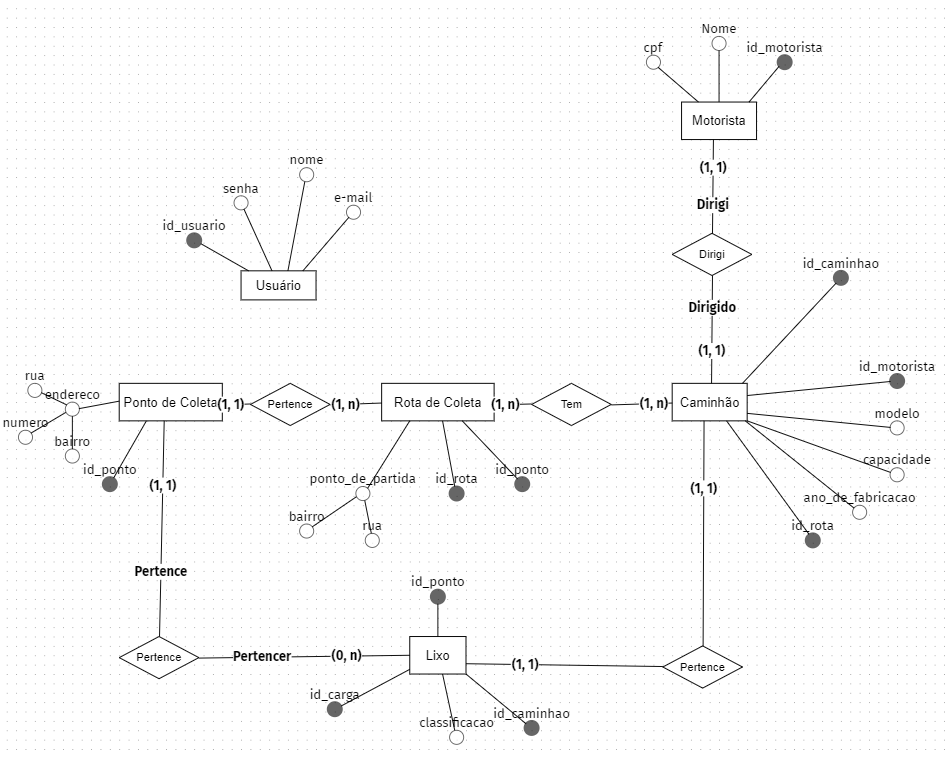 Nome
cpf
id_motorista
Motorista
(1, 1)
Dirigi
Dirigi
Dirigido
(1, 1)
nome
senha
e-mail
id_usuario
Usuário
id_caminhao
id_motorista
modelo
capacidade
ano_de_fabricacao
id_rota
Caminhão
rua
endereco
numero
bairro
id_ponto
Ponto de Coleta
(1, 1)
Pertence
(1, n)
Rota de Coleta
(1, n)
Tem
(1, n)
ponto_de_partida
bairro
rua
id_rota
id_ponto
(1, 1)
(1, 1)
Pertence
Pertence
Pertencer
(0, n)
id_ponto
Lixo
(1, 1)
Pertence
id_carga
classificacao
id_caminhao